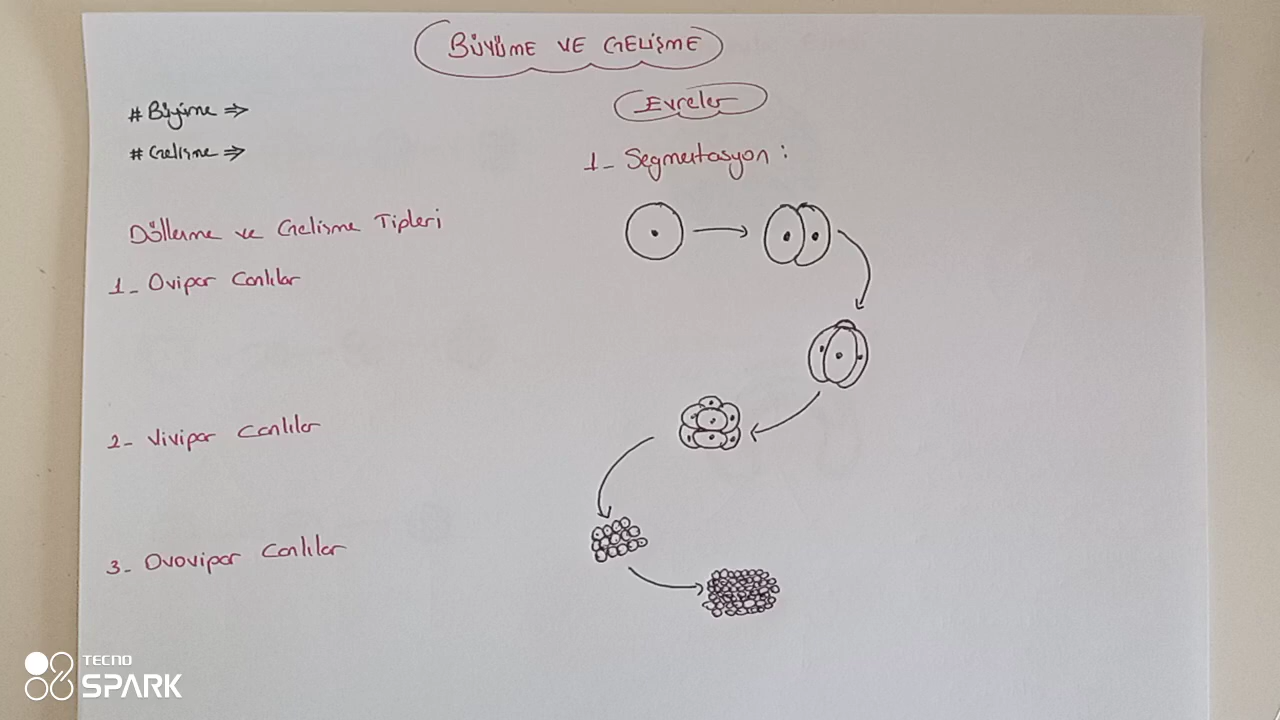 BÜYÜME VE GELİŞME
# Büyüme ⇒
# Gelişme ⇒
Döllenme ve Gelişme Tipleri
1- Ovipar Canlılar
2- Vivipar Canlılar
3- Ovovipar Canlılar
Evreler
1- Segmentasyon :
TECNO
SPARK